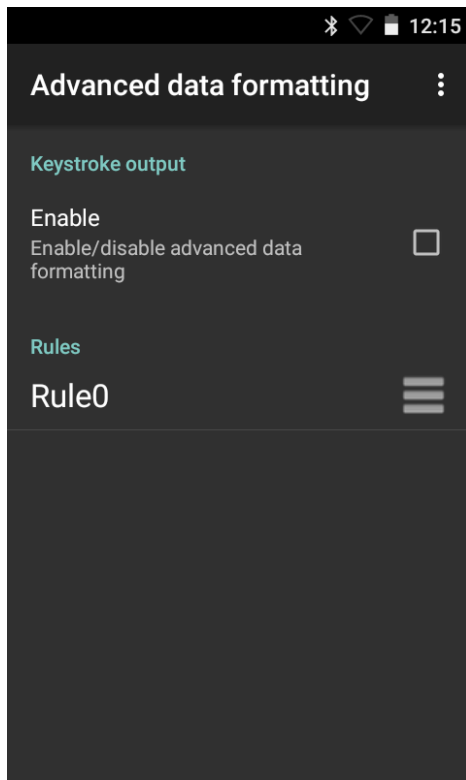 12:15
Advanced data formatting
Keystroke output
Enable
Enable/disable advanced data
formatting
Rules
Rule0